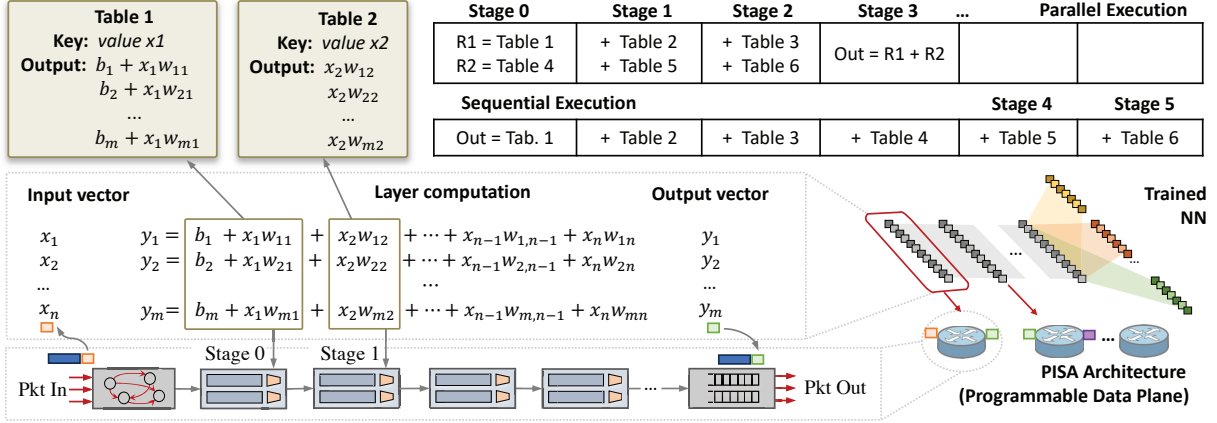 Table 1
Key: value x1
Output: b₁ + x₁w₁₁
b₂ + x₁w₂₁
...
bₘ + x₁wₘ₁
Table 2
Key: value x2
Output: x₂w₁₂
x₂w₂₂
...
x₂wₘ₂
Stage 0 Stage 1 Stage 2 Stage 3 ... Parallel Execution
R1 = Table 1 + Table 2 + Table 3
R2 = Table 4 + Table 5 + Table 6
Out = R1 + R2
Sequential Execution Stage 4 Stage 5
Out = Tab. 1 + Table 2 + Table 3 + Table 4 + Table 5 + Table 6
Input vector Layer computation Output vector
x₁ y₁ = b₁ + x₁w₁₁ + x₂w₁₂ + ⋯ + xₙ₋₁w₁,ₙ₋₁ + xₙw₁ₙ y₁
x₂ y₂ = b₂ + x₁w₂₁ + x₂w₂₂ + ⋯ + xₙ₋₁w₂,ₙ₋₁ + xₙw₂ₙ y₂
... ... ...
xₙ yₘ = bₘ + x₁wₘ₁ + x₂wₘ₂ + ⋯ + xₙ₋₁wₘ,ₙ₋₁ + xₙwₘₙ yₘ
Trained
NN
...
...
...
Stage 0 Stage 1
Pkt In ... Pkt Out
PISA Architecture
(Programmable Data Plane)